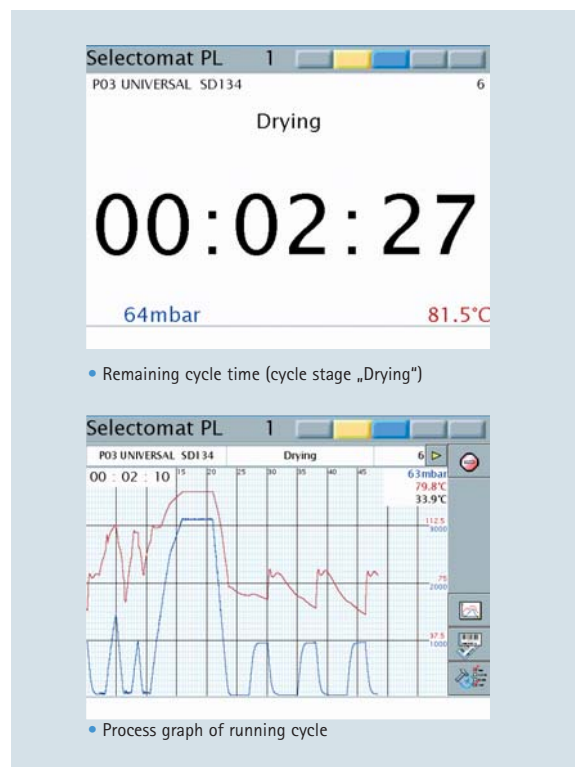 Selectomat PL 1
P03 UNIVERSAL SD134 6
Drying
00:02:27
64mbar 81.5°C
• Remaining cycle time (cycle stage „Drying“)
Selectomat PL 1
P03 UNIVERSAL SD134 Drying 6
00 : 02 : 10 15 20 25 30 35 40 45 63mbar
79.8°C
33.9°C
112.5
3000
75
2000
37.5
1000
• Process graph of running cycle